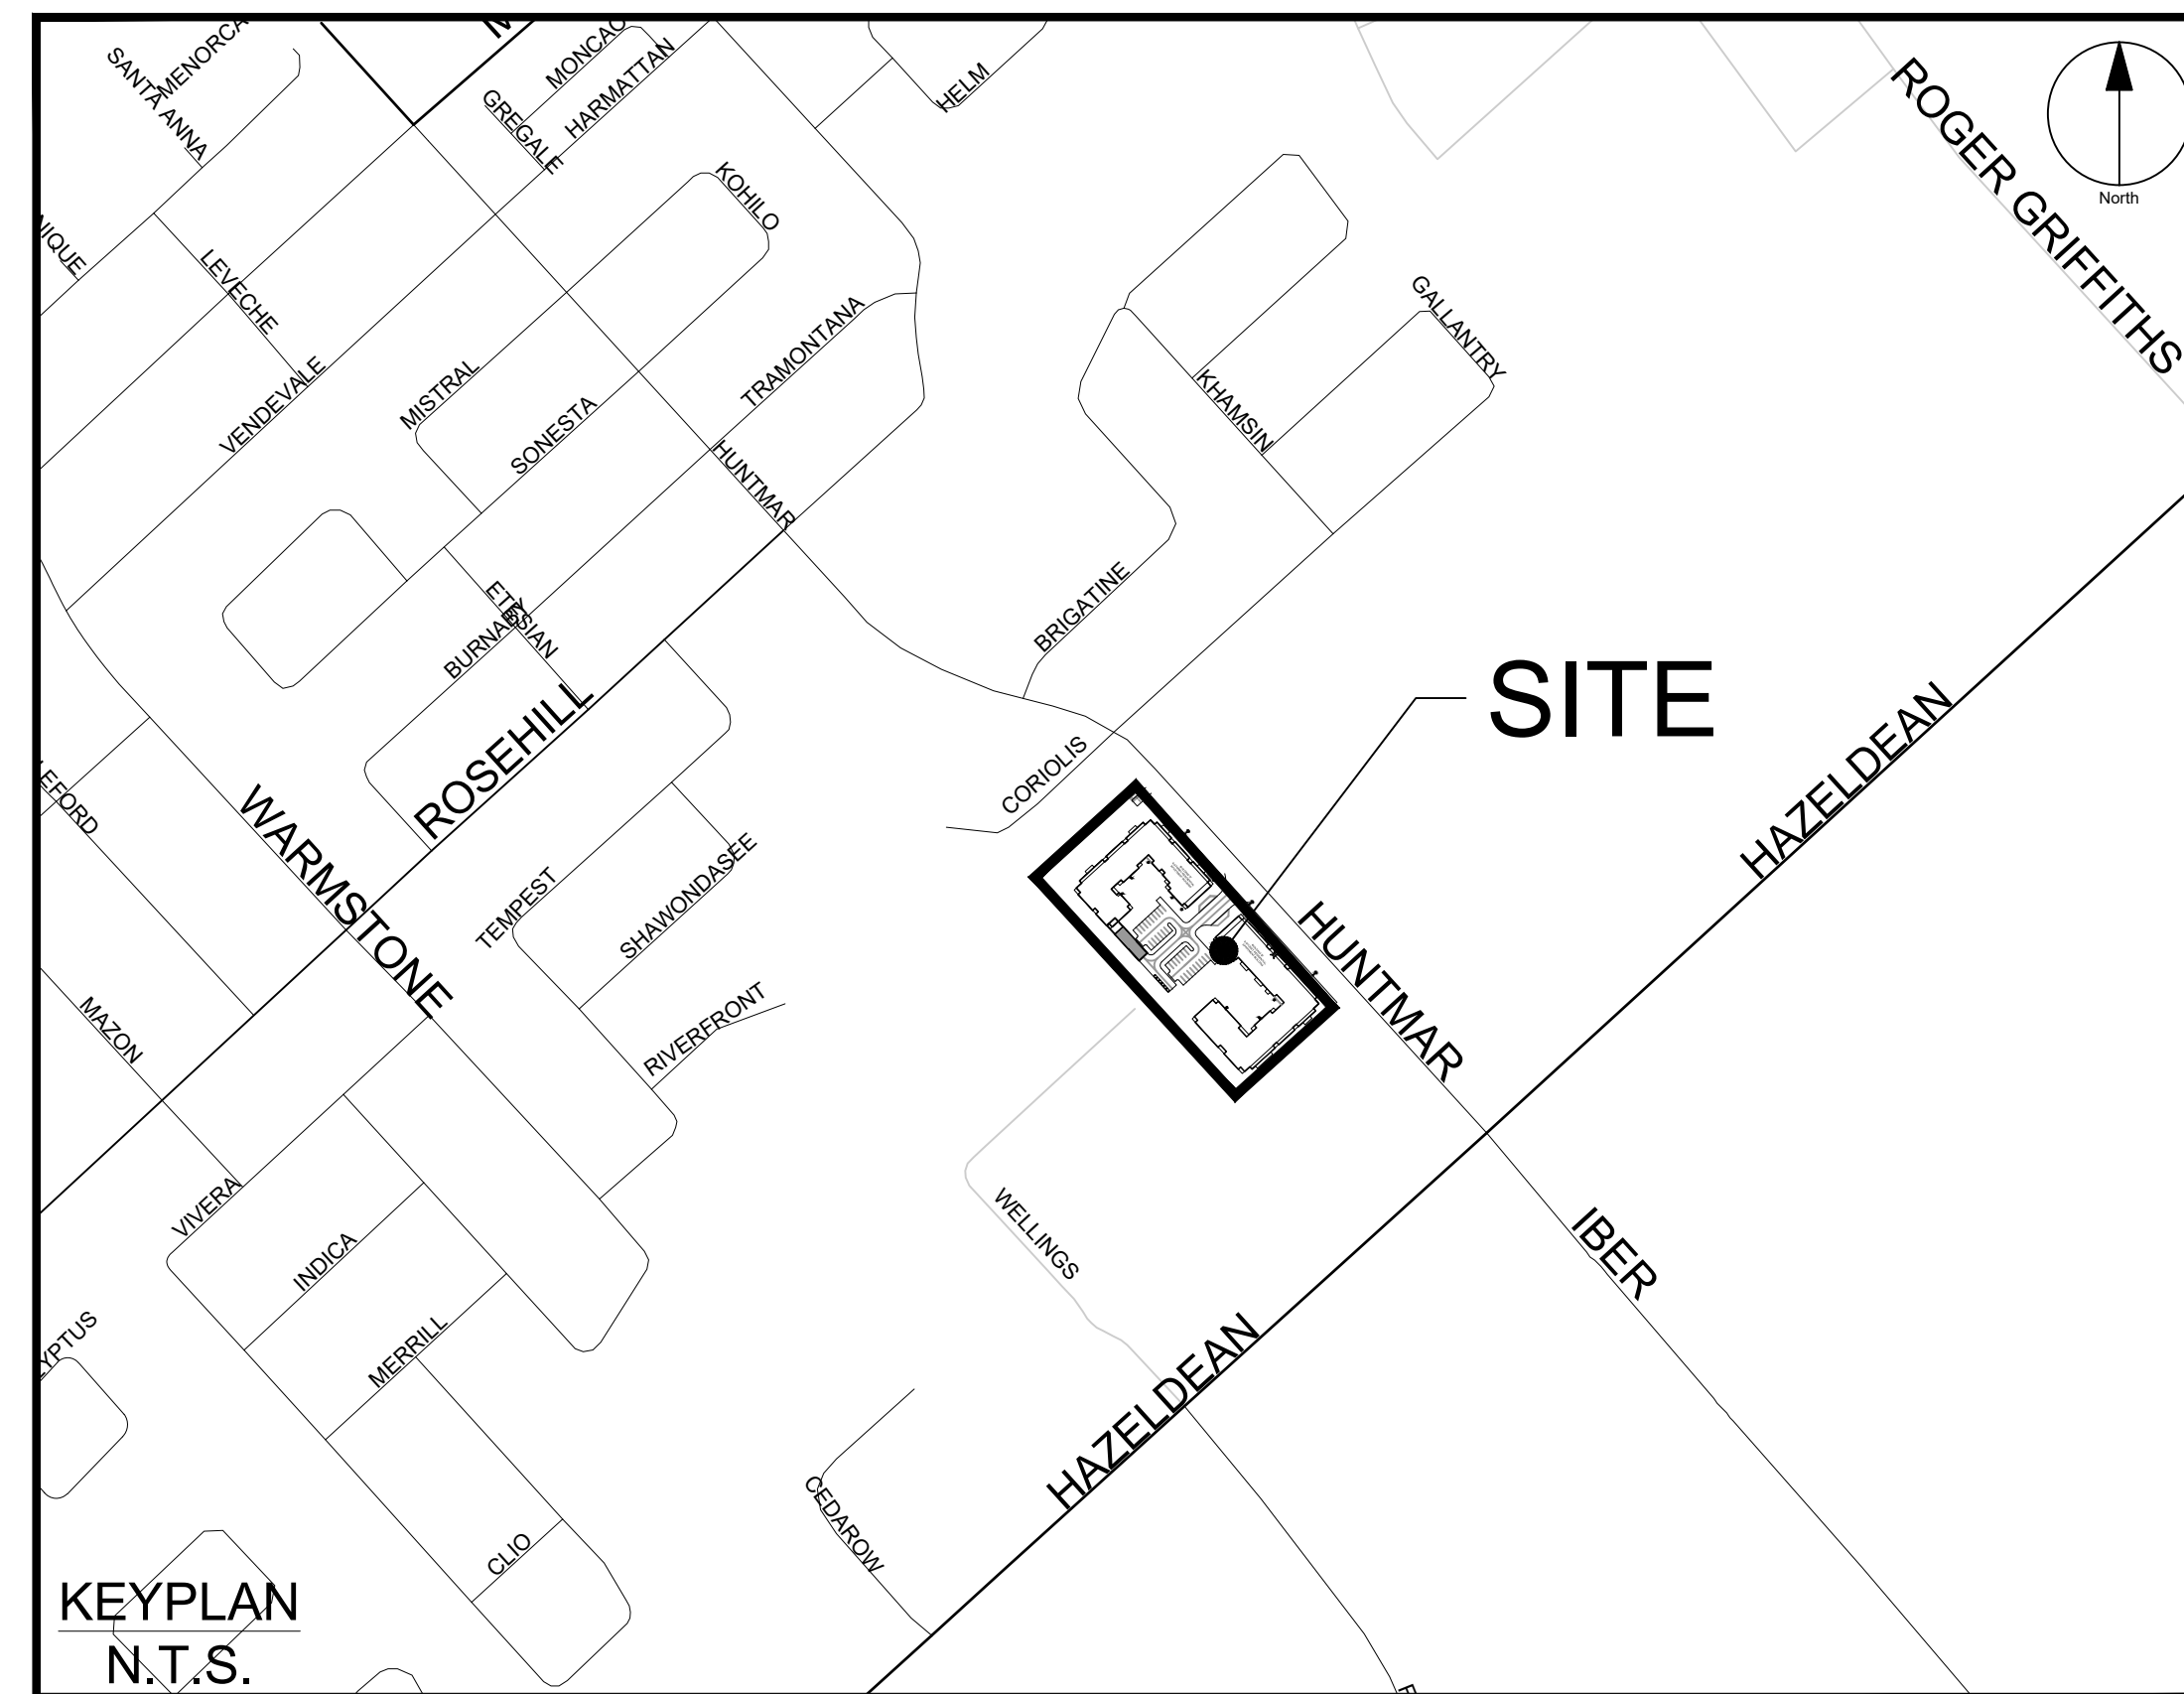 MENORCA
SANTA ANNA
MONCAO
HARMATTAN
GREGALE
HELM
ROGER GRIFFITHS
North
KOHILO
LEVECHE
VENDEVALE
MISTRAL
SONESTA
TRAMONTANA
HUNTMAR
GALLANTRY
KHAMSIN
BRIGATINE
ETESIAN
BURNABY
ROSEHILL
SITE
HAZELDEAN
CORIOLIS
WARMSTONE
TEMPEST
SHAWONDASEE
HUNTMAR
MAZON
RIVERFRONT
VIVERA
INDICA
WELLINGS
IBER
MERRILL
HAZELDEAN
CEDAROW
CLIO
KEYPLAN
N.T.S.